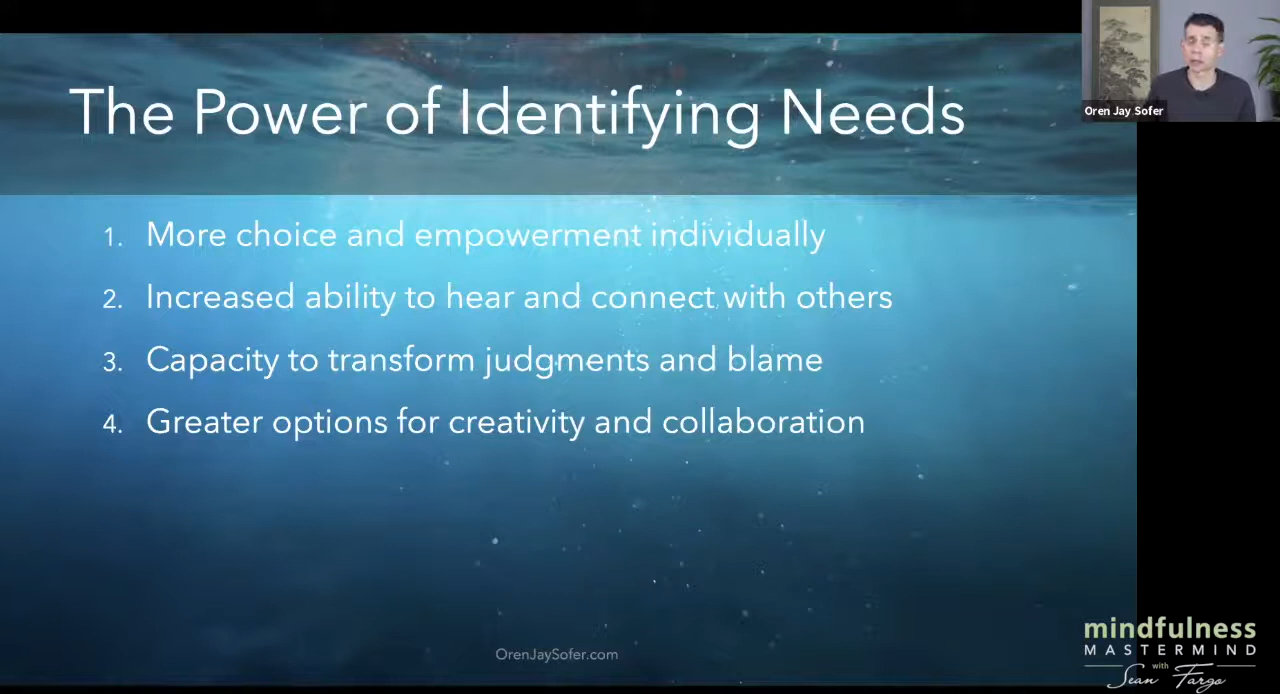 The Power of Identifying Needs
Oren Jay Sofer
1. More choice and empowerment individually
2. Increased ability to hear and connect with others
3. Capacity to transform judgments and blame
4. Greater options for creativity and collaboration
OrenJaySofer.com
mindfulness
MASTERMIND
with
Sean Fargo